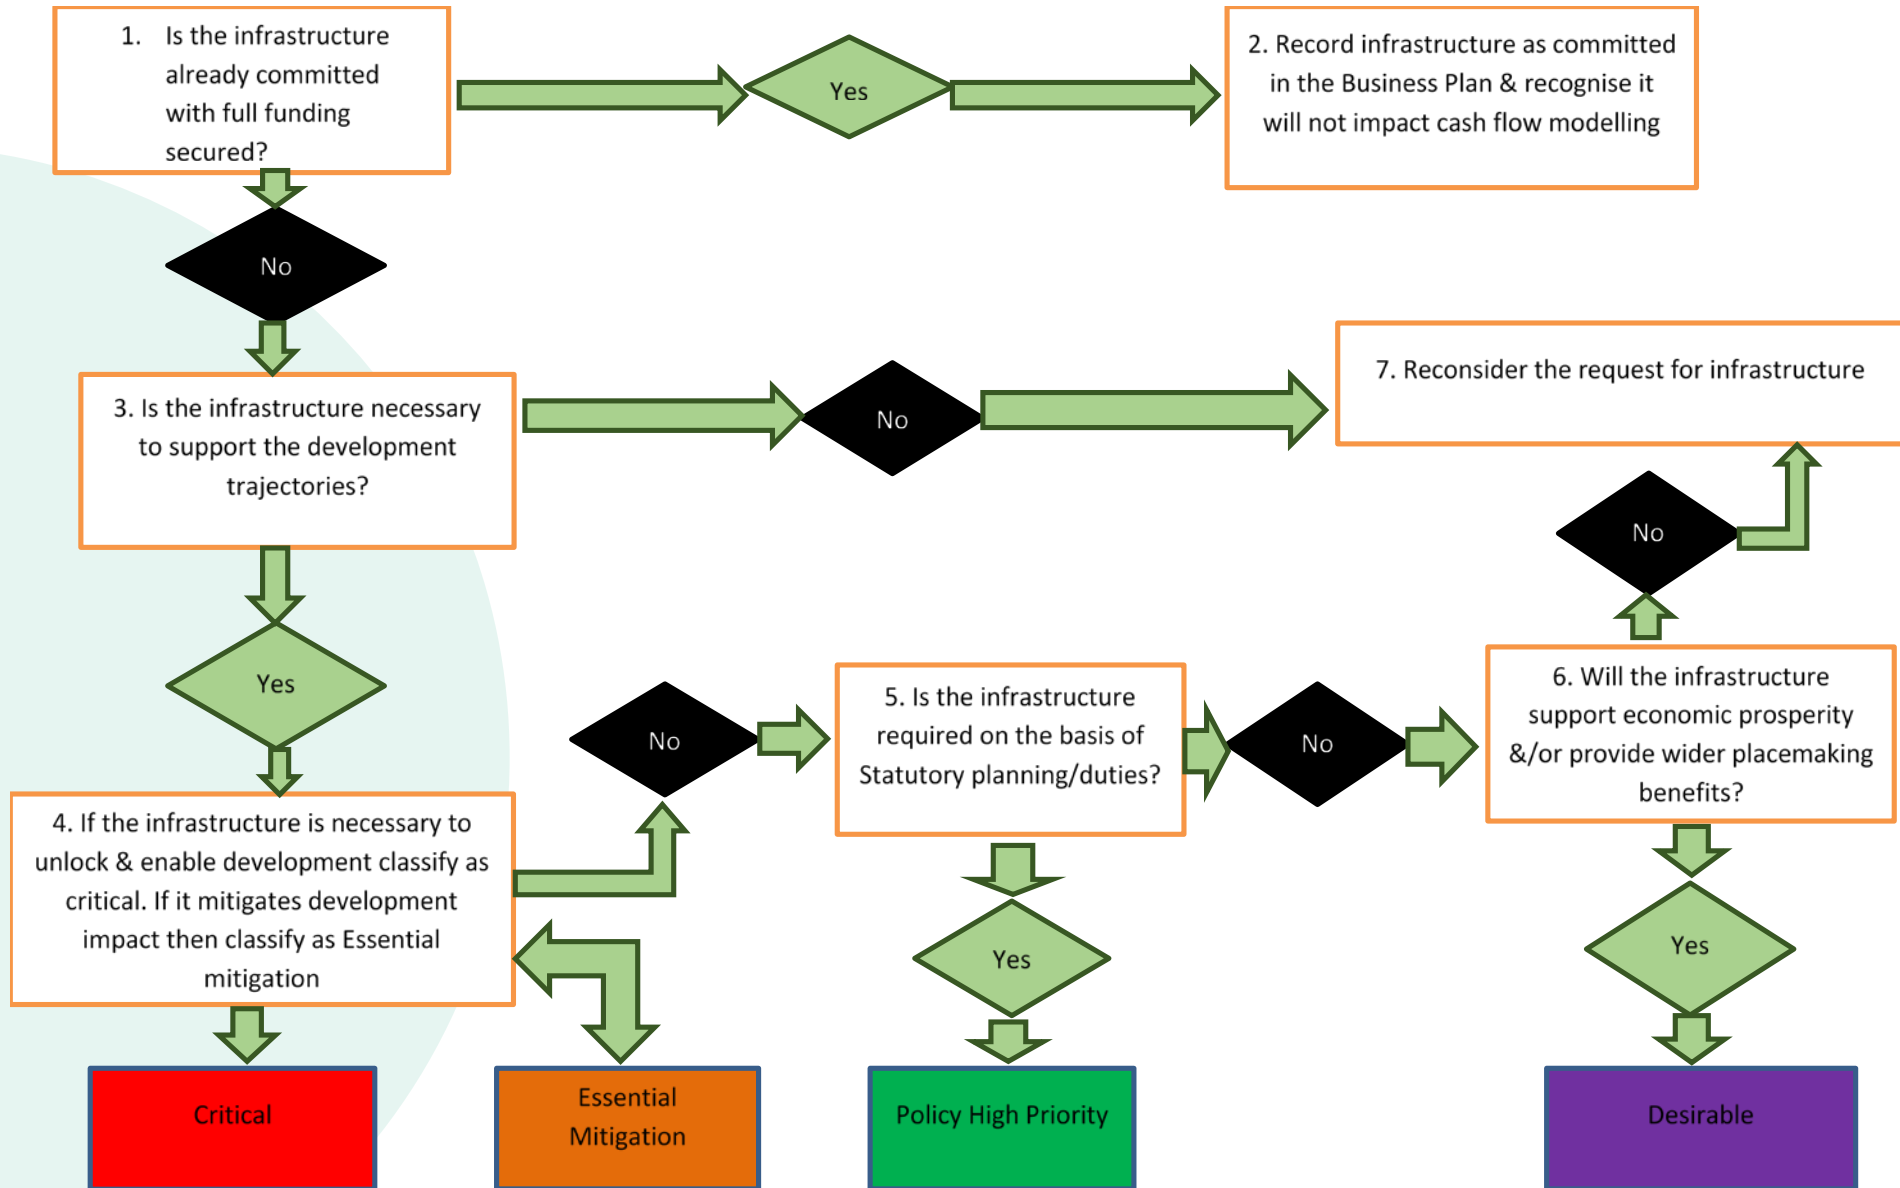 1. Is the infrastructure
already committed
with full funding
secured?
Yes
2. Record infrastructure as committed
in the Business Plan & recognise it
will not impact cash flow modelling
No
3. Is the infrastructure necessary
to support the development
trajectories?
No
7. Reconsider the request for infrastructure
No
Yes
4. If the infrastructure is necessary to
unlock & enable development classify as
critical. If it mitigates development
impact then classify as Essential
mitigation
No
5. Is the infrastructure
required on the basis of
Statutory planning/duties?
No
6. Will the infrastructure
support economic prosperity
&/or provide wider placemaking
benefits?
Yes
Yes
Critical
Essential
Mitigation
Policy High Priority
Desirable